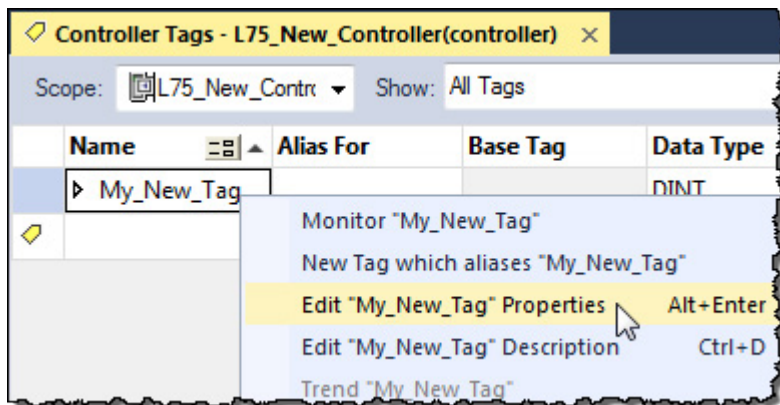 Controller Tags - L75_New_Controller(controller) ×
Scope: L75_New_Contrc Show: All Tags
Name Alias For Base Tag Data Type
My_New_Tag DINT
Monitor "My_New_Tag"
New Tag which aliases "My_New_Tag"
Edit "My_New_Tag" Properties Alt+Enter
Edit "My_New_Tag" Description Ctrl+D
Trend "My_New_Tag"